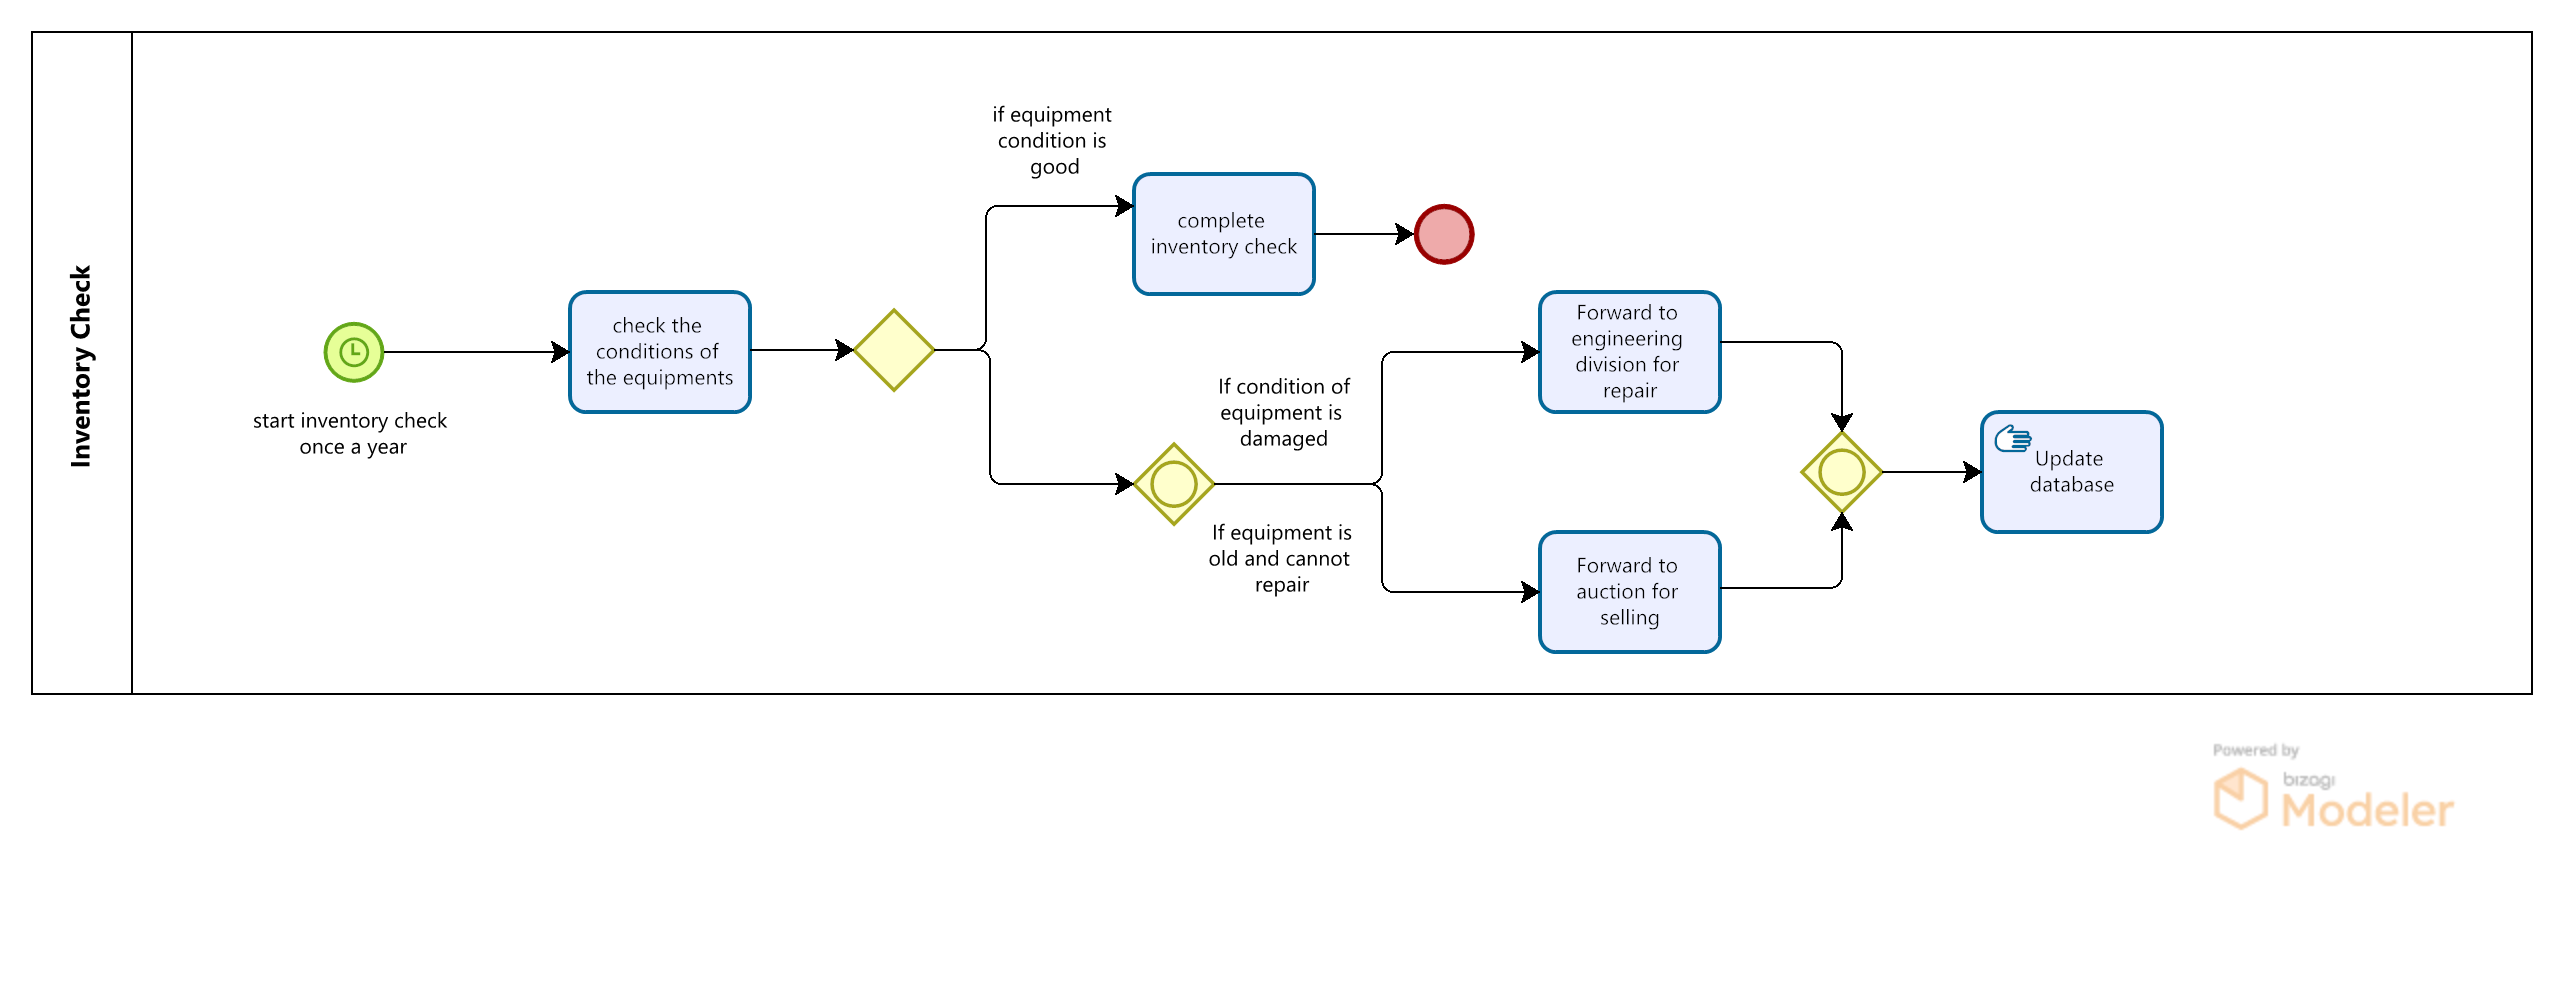 Inventory Check
start inventory check
once a year
check the
conditions of
the equipments
if equipment
condition is
good
complete
inventory check
If condition of
equipment is
damaged
If equipment is
old and cannot
repair
Forward to
engineering
division for
repair
Forward to
auction for
selling
Update
database
Powered by
bizagi
Modeler